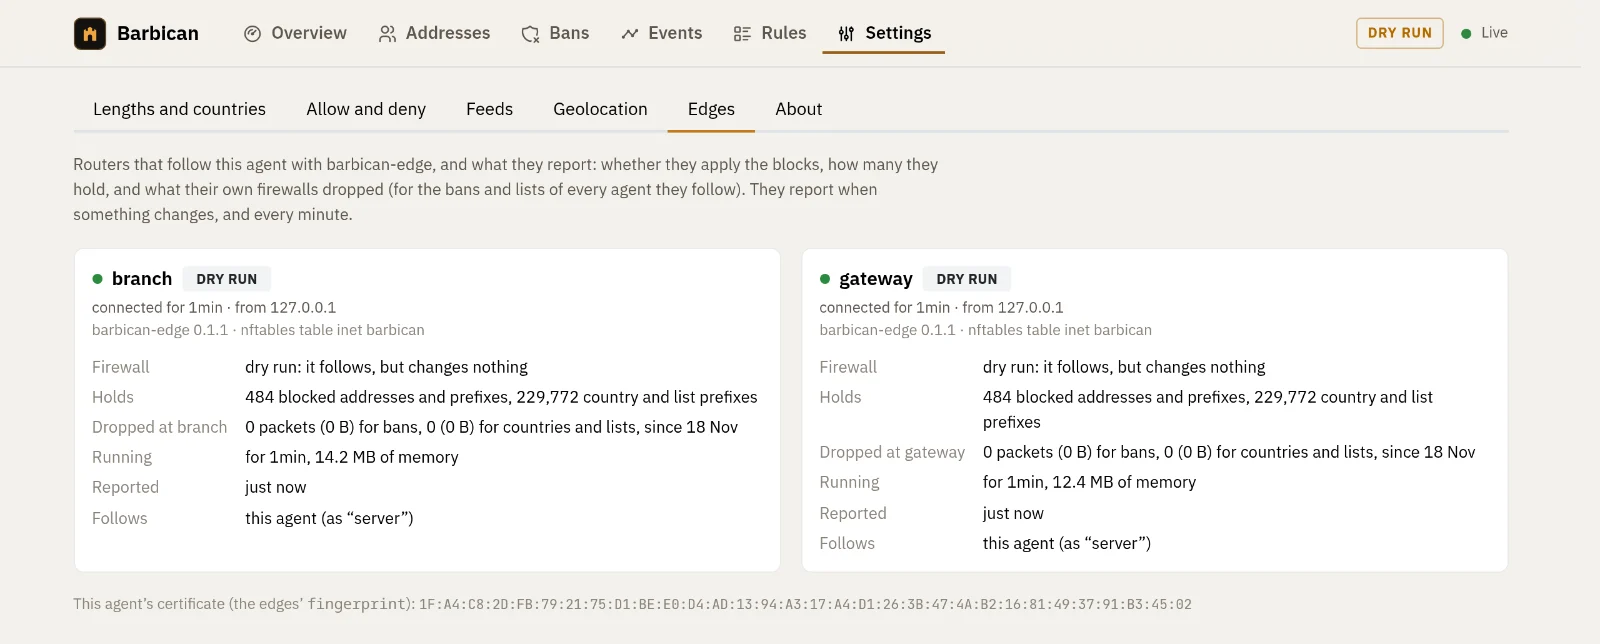 Barbican
Overview
Addresses
Bans
Events
Rules
Settings
DRY RUN
Live
Lengths and countries
Allow and deny
Feeds
Geolocation
Edges
About
Routers that follow this agent with barbican-edge, and what they report: whether they apply the blocks, how many they
hold, and what their own firewalls dropped (for the bans and lists of every agent they follow). They report when
something changes, and every minute.
branch DRY RUN
connected for 1min · from 127.0.0.1
barbican-edge 0.1.1 · nftables table inet barbican
Firewall dry run: it follows, but changes nothing
Holds 484 blocked addresses and prefixes, 229,772 country and list prefixes
Dropped at branch 0 packets (0 B) for bans, 0 (0 B) for countries and lists, since 18 Nov
Running for 1min, 14.2 MB of memory
Reported just now
Follows this agent (as “server”)
gateway DRY RUN
connected for 1min · from 127.0.0.1
barbican-edge 0.1.1 · nftables table inet barbican
Firewall dry run: it follows, but changes nothing
Holds 484 blocked addresses and prefixes, 229,772 country and list
prefixes
Dropped at gateway 0 packets (0 B) for bans, 0 (0 B) for countries and lists, since 18 Nov
Running for 1min, 12.4 MB of memory
Reported just now
Follows this agent (as “server”)
This agent’s certificate (the edges’ fingerprint): 1F:A4:C8:2D:FB:79:21:75:D1:BE:E0:D4:AD:13:94:A3:17:A4:D1:26:3B:47:4A:B2:16:81:49:37:91:B3:45:02